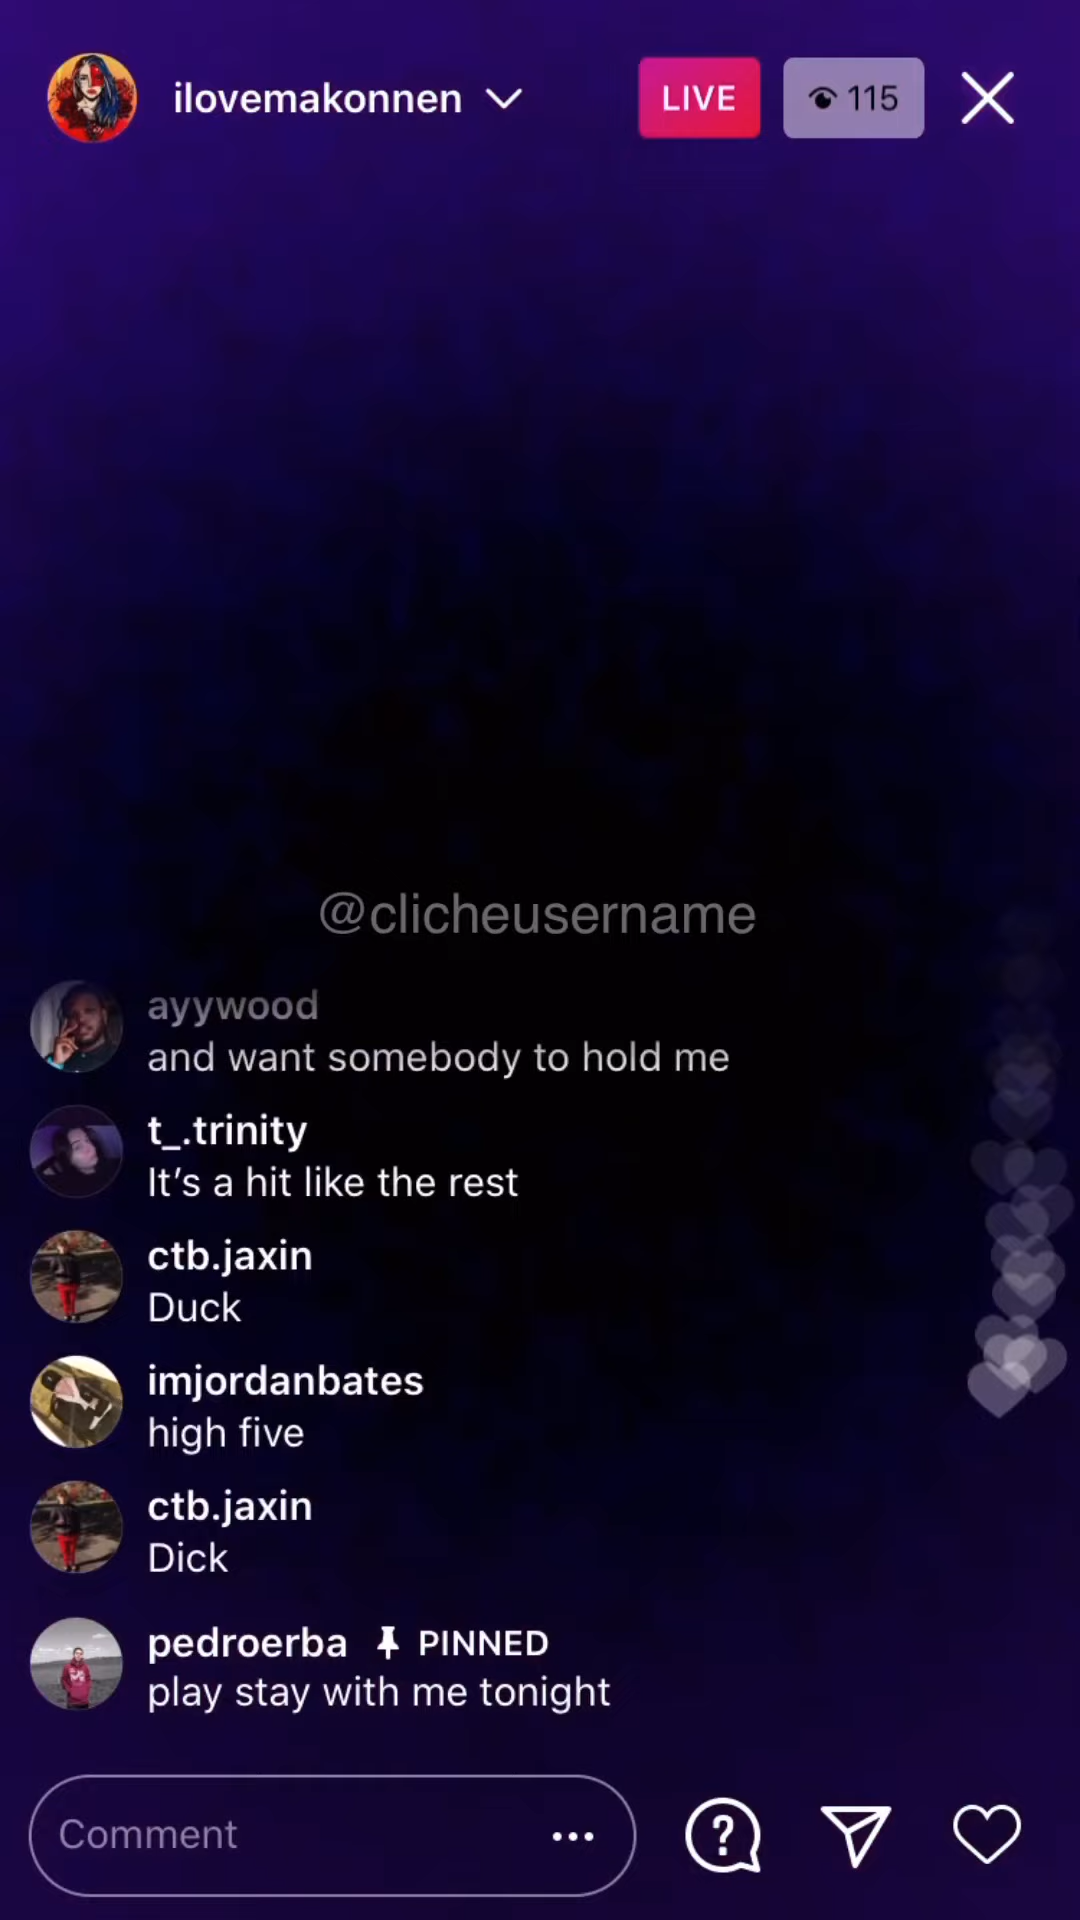 ilovemakonnen
LIVE
115
@clicheusername
ayywood
and want somebody to hold me
t_.trinity
It’s a hit like the rest
ctb.jaxin
Duck
imjordanbates
high five
ctb.jaxin
Dick
pedroerba PINNED
play stay with me tonight
Comment